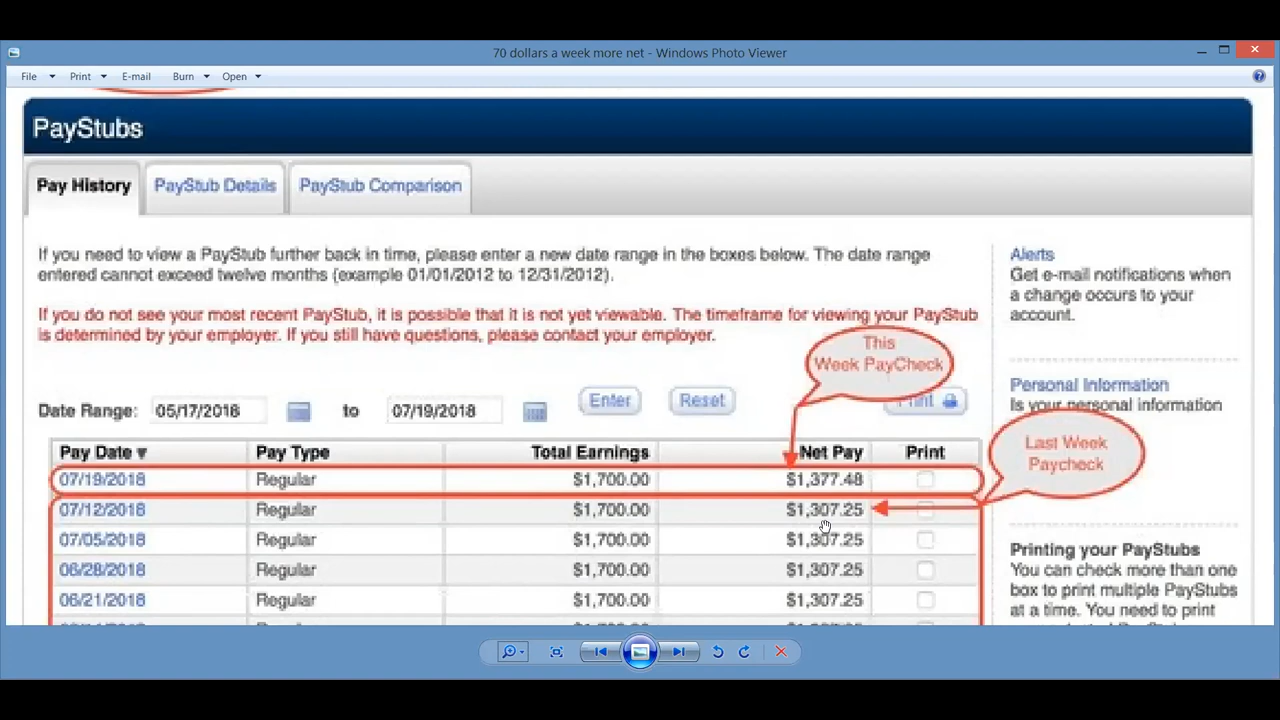 70 dollars a week more net - Windows Photo Viewer
File Print E-mail Burn Open
PayStubs
Pay History PayStub Details PayStub Comparison
If you need to view a PayStub further back in time, please enter a new date range in the boxes below. The date range
entered cannot exceed twelve months (example 01/01/2012 to 12/31/2012).
If you do not see your most recent PayStub, it is possible that it is not yet viewable. The timeframe for viewing your PayStub
is determined by your employer. If you still have questions, please contact your employer.
Alerts
Get e-mail notifications when
a change occurs to your
account.
This
Week PayCheck
Personal Information
Is your personal information
Date Range: 05/17/2018 to 07/19/2018 Enter Reset Print
Last Week
Paycheck
Pay Date Pay Type Total Earnings Net Pay Print
07/19/2018 Regular $1,700.00 $1,377.48
07/12/2018 Regular $1,700.00 $1,307.25
07/05/2018 Regular $1,700.00 $1,307.25
06/28/2018 Regular $1,700.00 $1,307.25
06/21/2018 Regular $1,700.00 $1,307.25
Printing your PayStubs
You can check more than one
box to print multiple PayStubs
at a time. You need to print